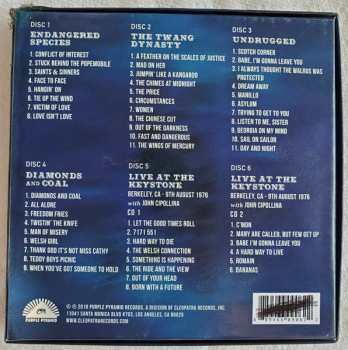 DISC 1
ENDANGERED
SPECIES
1. CONFLICT OF INTEREST
2. STUCK BEHIND THE POPEMOBILE
3. SAINTS & SINNERS
4. FACE TO FACE
5. HANGIN' ON
6. TIE UP THE WIND
7. VICTIM OF LOVE
8. LOVE ISN'T LOVE
DISC 2
THE TWANG
DYNASTY
1. A FEATHER ON THE SCALES OF JUSTICE
2. MAD ON HER
3. JUMPIN' LIKE A KANGAROO
4. THE CHIMES AT MIDNIGHT
5. THE PRICE
6. CIRCUMSTANCES
7. WOMEN
8. THE CHINESE CUT
9. OUT OF THE DARKNESS
10. FAST AND DANGEROUS
11. THE WINGS OF MERCURY
DISC 3
UNDRUGGED
1. SCOTCH CORNER
2. BABE, I'M GONNA LEAVE YOU
3. I ALWAYS THOUGHT THE WALRUS WAS
PROTECTED
4. DREAM AWAY
5. MANILLO
6. ASYLUM
7. TRYING TO GET TO YOU
8. LISTEN TO ME, SISTER
9. GEORGIA ON MY MIND
10. SAIL ON SAILOR
11. DAY AND NIGHT
DISC 4
DIAMONDS
AND COAL
1. DIAMONDS AND COAL
2. ALL ALONE
3. FREEDOM FRIES
4. TWISTIN' THE KNIFE
5. MAN OF MISERY
6. WELSH GIRL
7. THANK GOD IT'S NOT MISS CATHY
8. TEDDY BOYS PICNIC
9. WHEN YOU'VE GOT SOMEONE TO HOLD
DISC 5
LIVE AT THE
KEYSTONE
BERKELEY, CA - 9TH AUGUST 1976
with JOHN CIPOLLINA
CD 1
1. LET THE GOOD TIMES ROLL
2. 7171 551
3. HARD WAY TO DIE
4. THE WELSH CONNECTION
5. SOMETHING IS HAPPENING
6. THE RIDE AND THE VIEW
7. OUT OF YOUR HEAD
8. BORN WITH A FUTURE
DISC 6
LIVE AT THE
KEYSTONE
BERKELEY, CA - 9TH AUGUST 1976
with JOHN CIPOLLINA
CD 2
1. C'MON
2. MANY ARE CALLED, BUT FEW GET UP
3. BABE I'M GONNA LEAVE YOU
4. A HARD WAY TO LIVE
5. ROMAIN
6. BANANAS
PURPLE PYRAMID
℗ © 2018 PURPLE PYRAMID RECORDS, A DIVISION OF CLEOPATRA RECORDS, INC.
11041 SANTA MONICA BLVD #703, LOS ANGELES, CA 90025
CLEOPATRARECORDS.COM